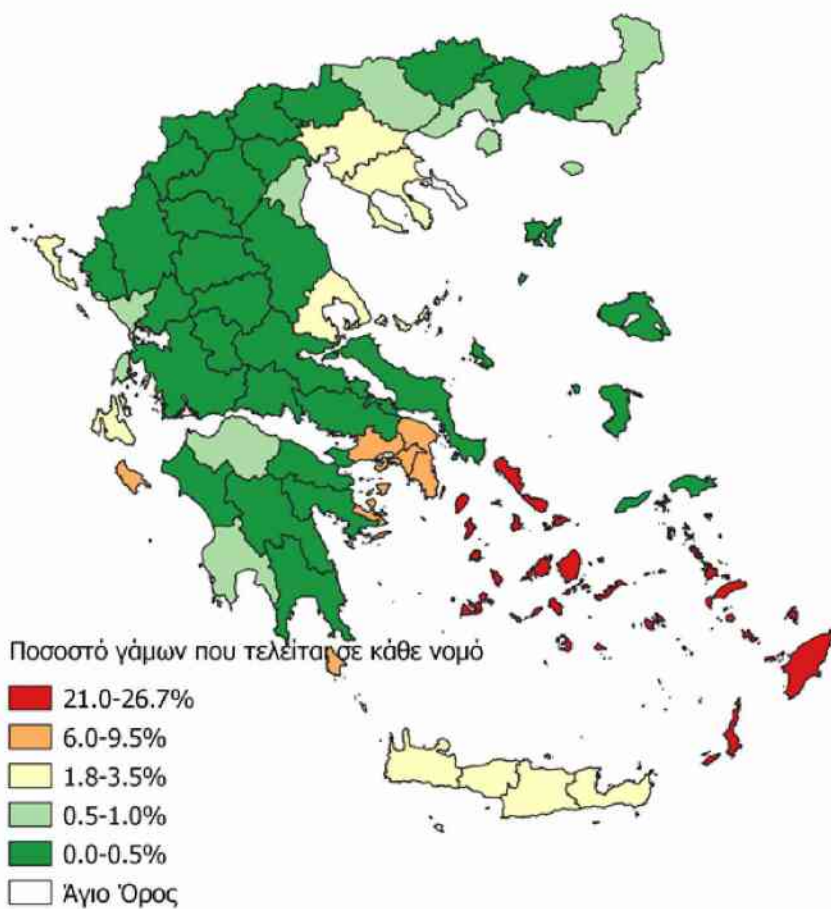 Ποσοστό γάμων που τελείται σε κάθε νομό
21.0-26.7%
6.0-9.5%
1.8-3.5%
0.5-1.0%
0.0-0.5%
Άγιο Όρος